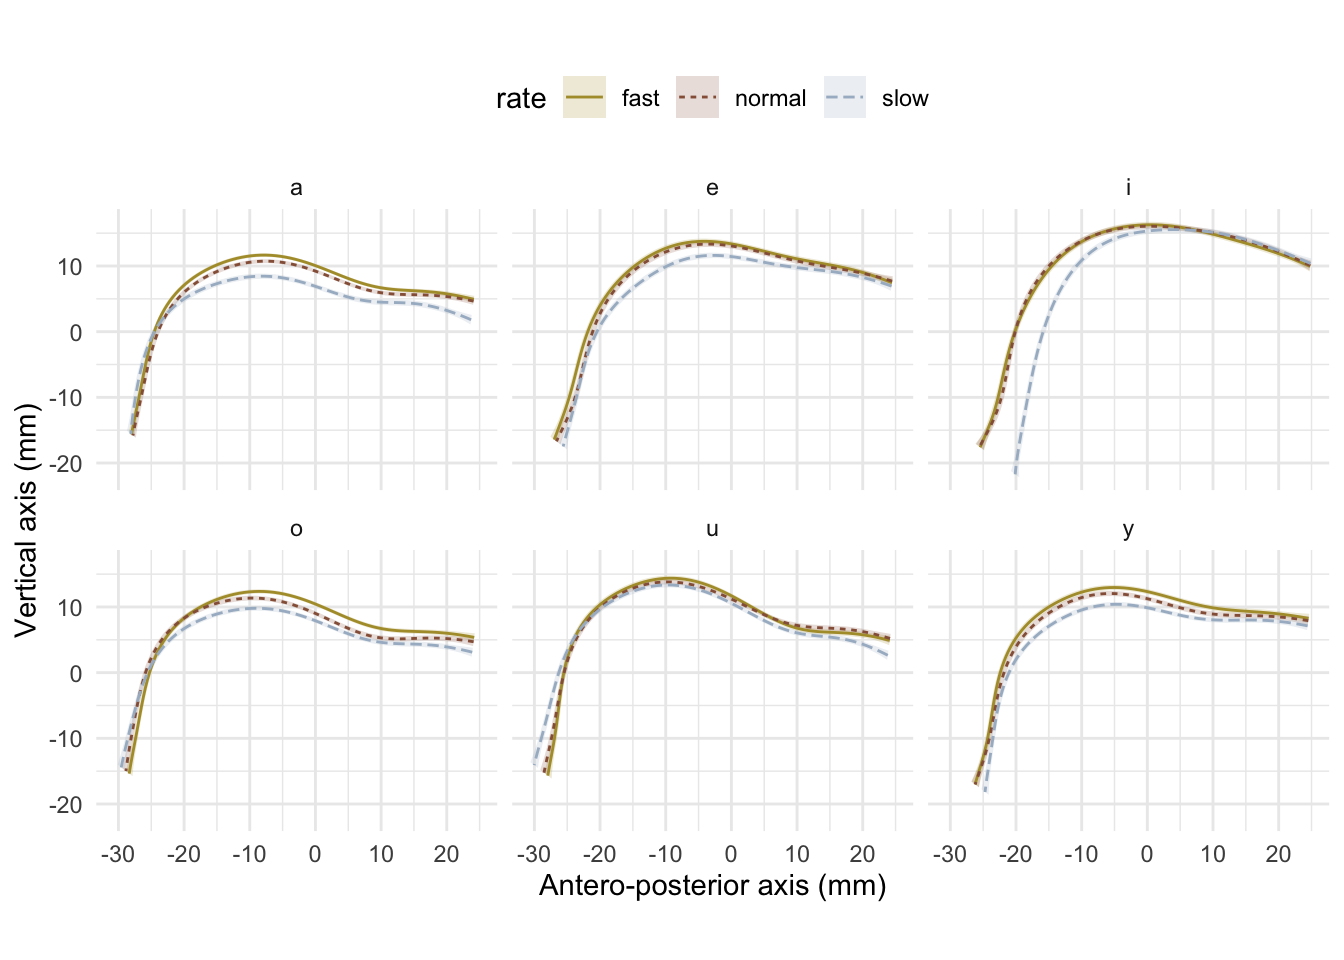 rate fast normal slow
a e i
10
0
-10
-20
o u y
10
0
-10
-20
-30 -20 -10 0 10 20 -30 -20 -10 0 10 20 -30 -20 -10 0 10 20
Antero-posterior axis (mm)
Vertical axis (mm)